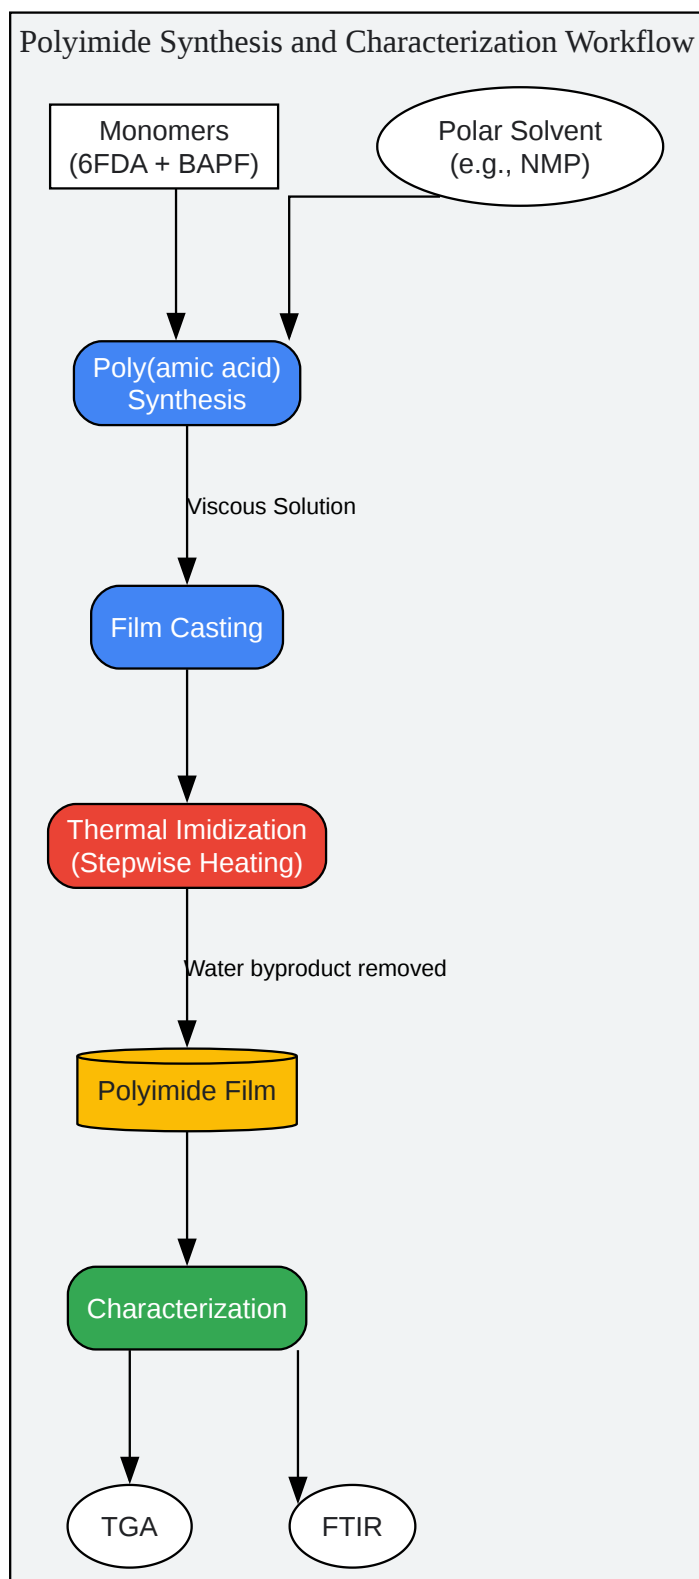 Polyimide Synthesis and Characterization Workflow
Monomers
(6FDA + BAPF)
Polar Solvent
(e.g., NMP)
Poly(amic acid)
Synthesis
Viscous Solution
Film Casting
Thermal Imidization
(Stepwise Heating)
Water byproduct removed
Polyimide Film
Characterization
TGA
FTIR